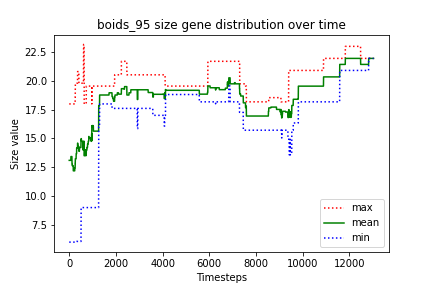 boids_95 size gene distribution over time
22.5
20.0
17.5
15.0
12.5
10.0
7.5
Size value
max
mean
min
0 2000 4000 6000 8000 10000 12000
Timesteps